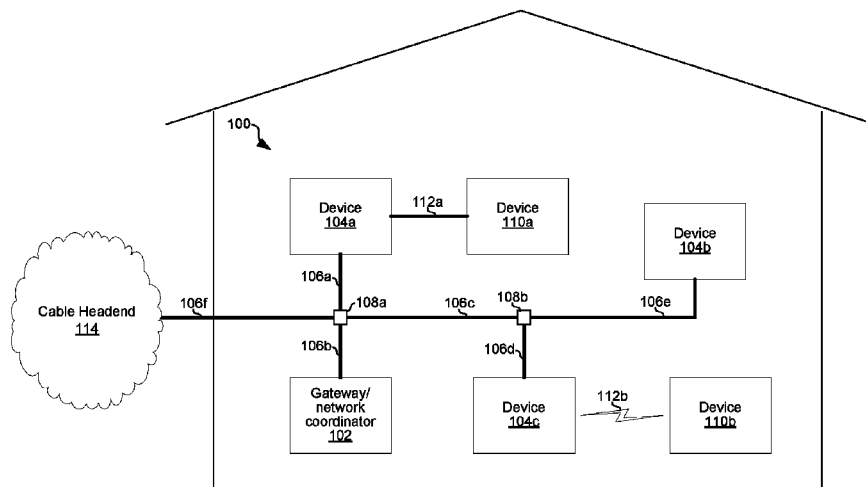 100
Device
104a
112a
Device
110a
Device
104b
Cable Headend
114
106f
106a
108a
106c
108b
106e
106b
106d
Gateway/
network
coordinator
102
Device
104c
112b
Device
110b